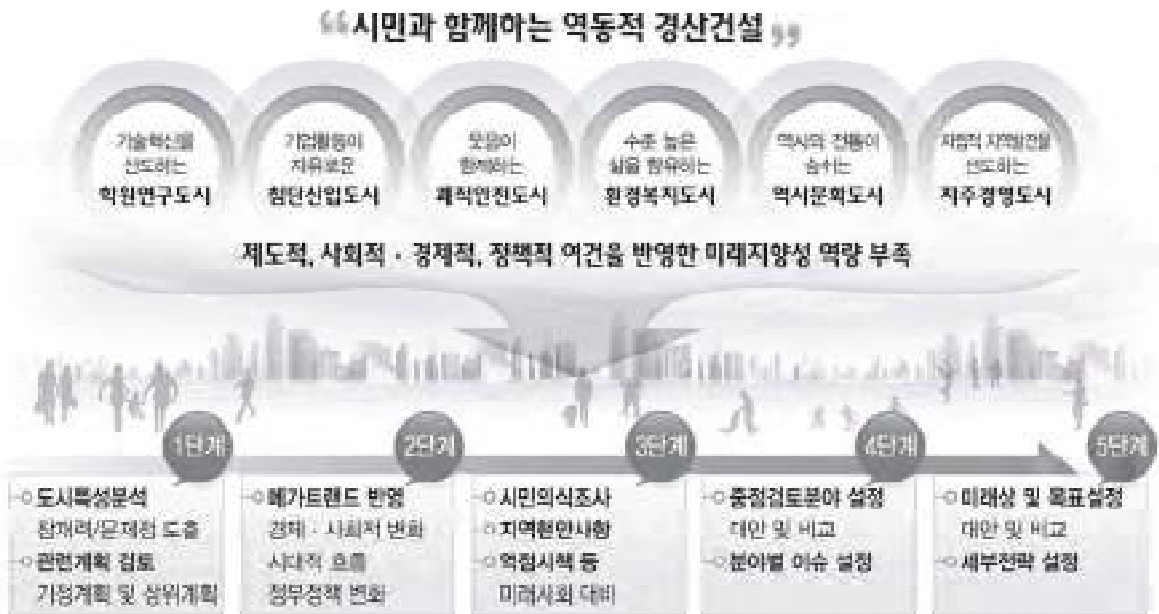 “시민과 함께하는 역동적 경산건설”
기술혁신을
선도하는
학원연구도시
기업활동이
자유로운
첨단산업도시
웃음이
함께하는
쾌적안전도시
수준 높은
삶을 향유하는
환경복지도시
역사와 전통이
숨쉬는
역사문화도시
자립적 지역발전을
선도하는
자주경영도시
제도적, 사회적 · 경제적, 정책적 여건을 반영한 미래지향성 역량 부족
1단계
도시특성분석
잠재력/문제점 도출
관련계획 검토
기정계획 및 상위계획
2단계
메가트랜드 반영
경제 · 사회적 변화
시대적 흐름
정부정책 변화
3단계
시민의식조사
지역현안사항
역점시책 등
미래사회 대비
4단계
중점검토분야 설정
대안 및 비교
분야별 이슈 설정
5단계
미래상 및 목표설정
대안 및 비교
세부전략 설정